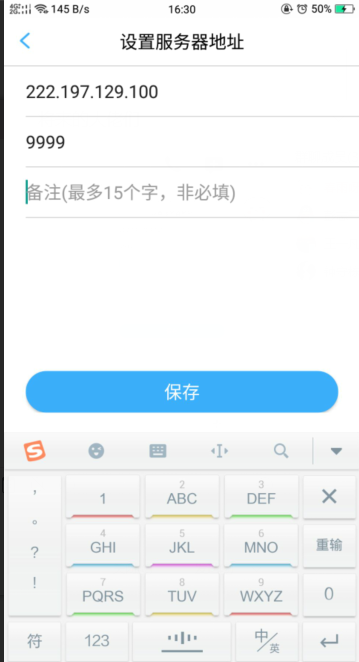 145 B/s 16:30 50%
设置服务器地址
222.197.129.100
9999
备注(最多15个字，非必填)
保存
S
， 1 2 ABC 3 DEF
。
? 4 GHI 5 JKL 6 MNO 重输
! 7 PQRS 8 TUV 9 WXYZ 0
符 123 中/英